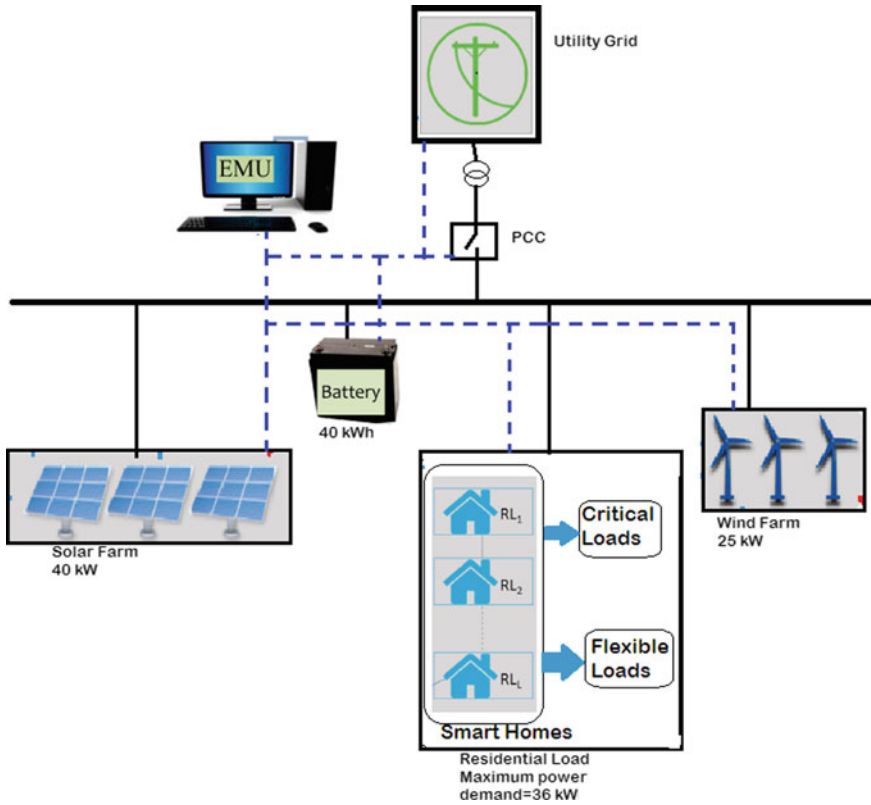 Utility Grid
EMU
PCC
Battery
40 kWh
Solar Farm
40 kW
RL₁
RL₂
RL_L
Critical
Loads
Flexible
Loads
Smart Homes
Residential Load
Maximum power
demand=36 kW
Wind Farm
25 kW